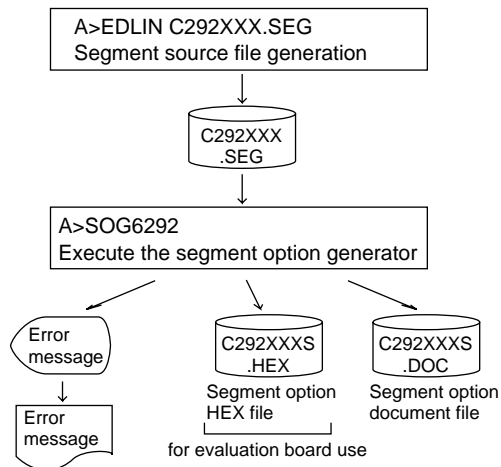 A>EDLIN C292XXX.SEG
Segment source file generation
C292XXX
.SEG
A>SOG6292
Execute the segment option generator
Error
message
C292XXXS
.HEX
C292XXXS
.DOC
Segment option
HEX file
Segment option
document file
Error
message
for evaluation board use